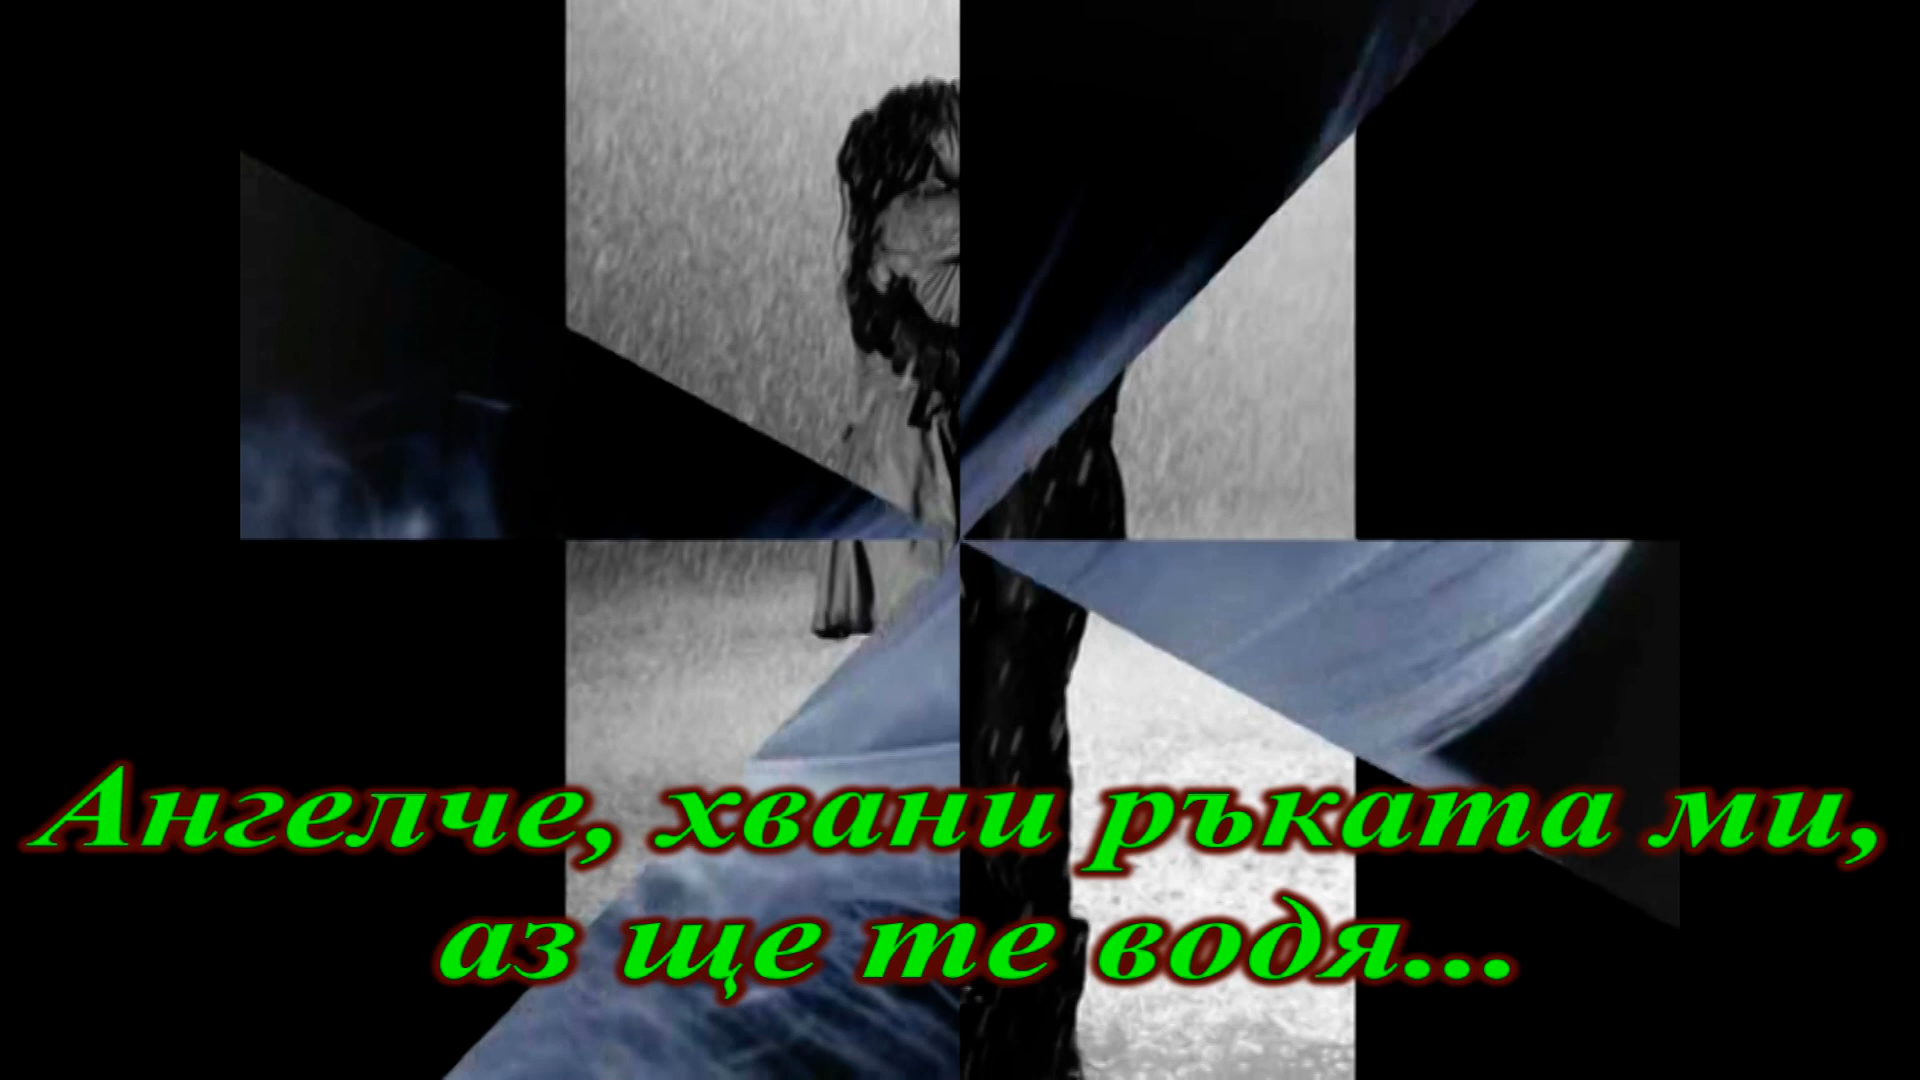 Ангелче, хвани ръката ми,
аз ще те водя...